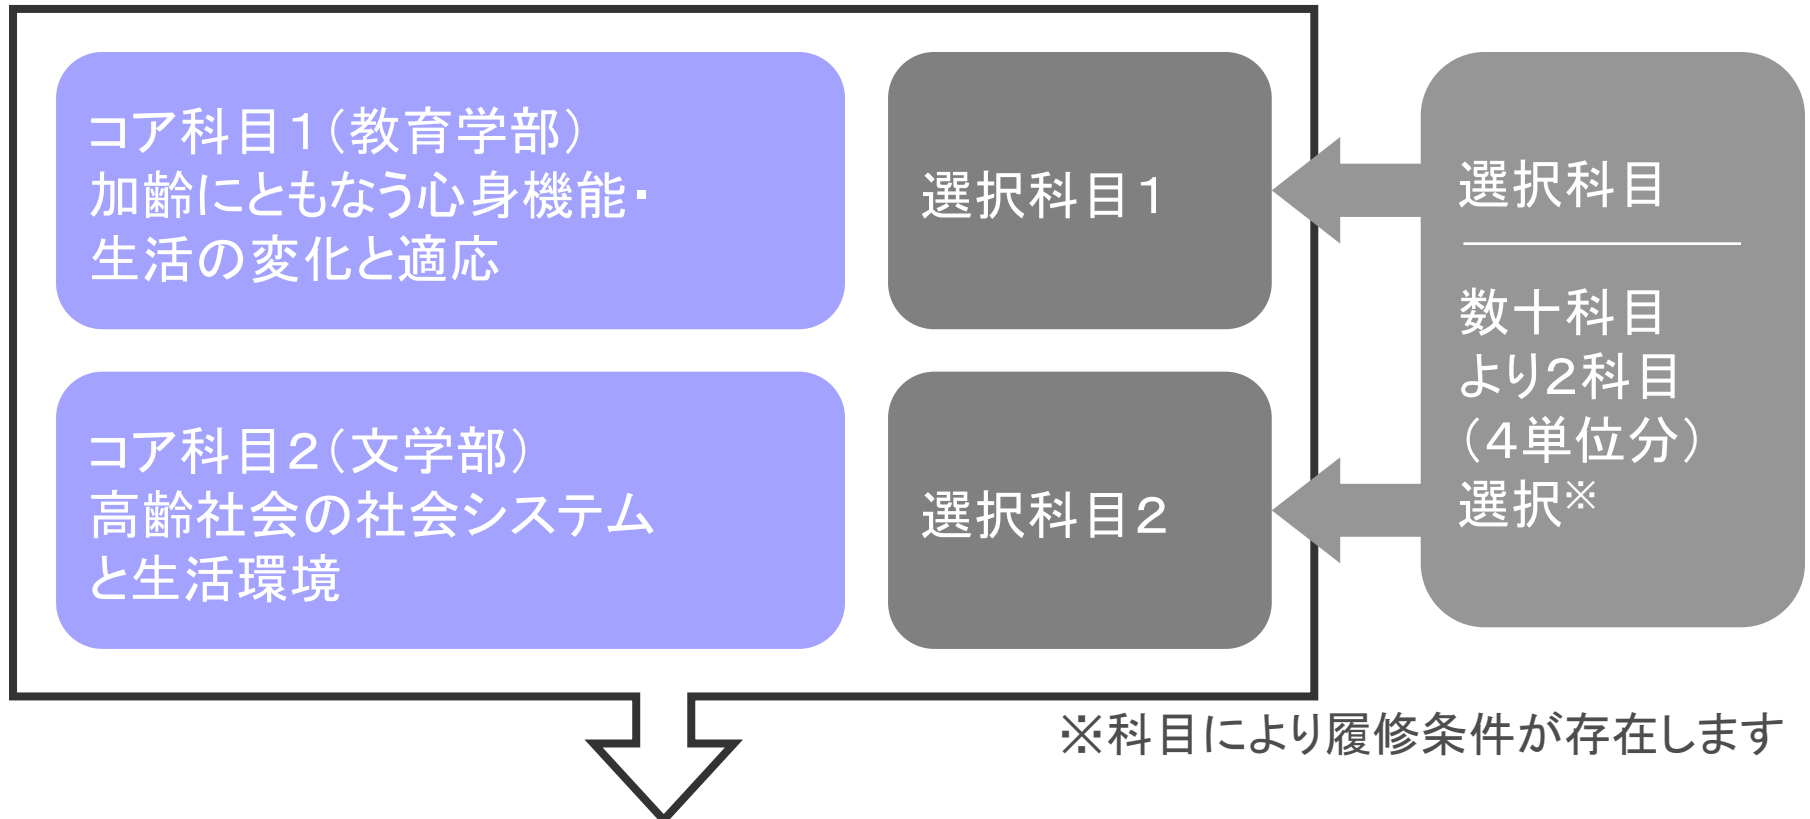 コア科目1(教育学部)
加齢にともなう心身機能・
生活の変化と適応
選択科目1
コア科目2(文学部)
高齢社会の社会システム
と生活環境
選択科目2
選択科目
数十科目
より2科目
(4単位分)
選択※
※科目により履修条件が存在します